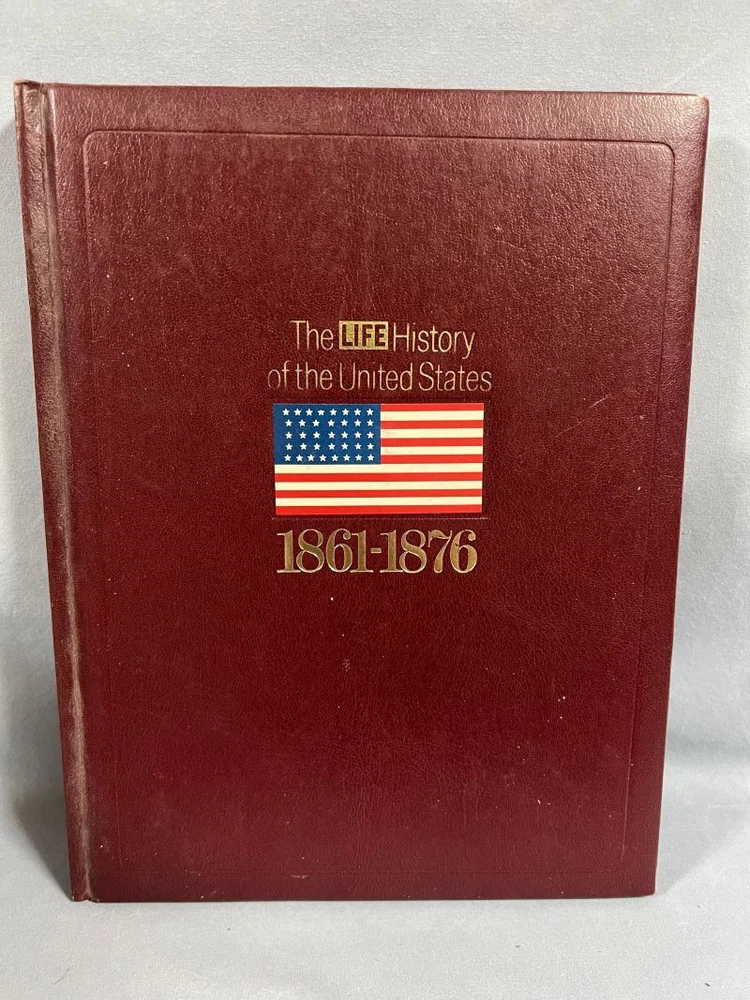 The LIFE History
of the United States
1861-1876